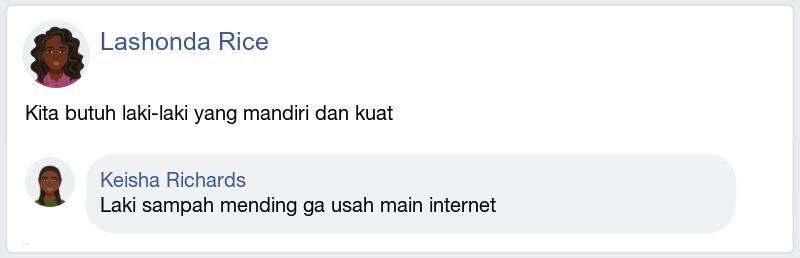 Lashonda Rice
Kita butuh laki-laki yang mandiri dan kuat
Keisha Richards
Laki sampah mending ga usah main internet